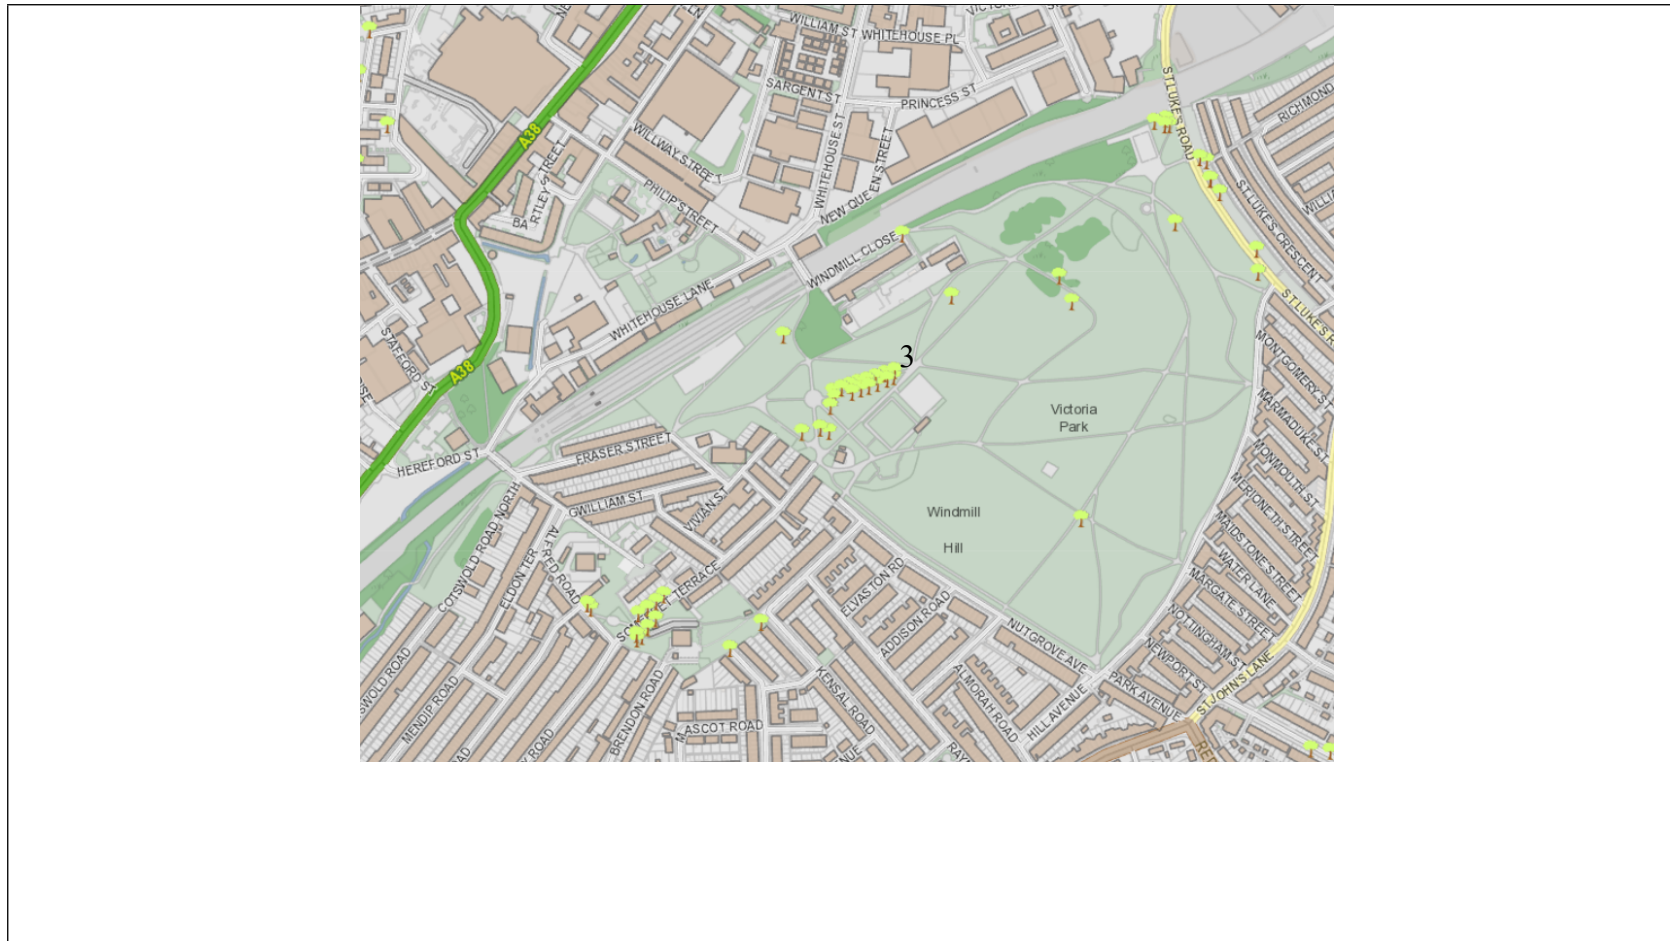 WILLIAM ST
WHITEHOUSE PL
SARGENT ST
PRINCESS ST
ST LUKE'S ROAD
RICHMOND
A38
WILLWAY STREET
WHITEHOUSE ST
NEW QUEEN STREET
BARTLEY STREET
PHILIP STREET
ST LUKES CRESCENT
WINDMILL CLOSE
WHITEHOUSE LANE
STAFFORD ST
A38
3
MONTGOMERY ST
MARMADUKE ST
Victoria
Park
HEREFORD ST
FRASER STREET
MONMOUTH ST
MERIONETH STREET
GWILLIAM ST
VIVIAN ST
Windmill
Hill
COTSWOLD ROAD NORTH
ALFRED ROAD
ELDON TER
MAIDSTONE STREET
WATER LANE
MARGATE STREET
SOMERSET TERRACE
ELVASTON RD
ADDISON ROAD
NUTGROVE AVE
NOTTINGHAM ST
NEWPORT ST
ST JOHN'S LANE
PARK AVENUE
HILL AVENUE
ALMORAH ROAD
KENSAL ROAD
BRENDON ROAD
MENDIP ROAD
ASCOT ROAD